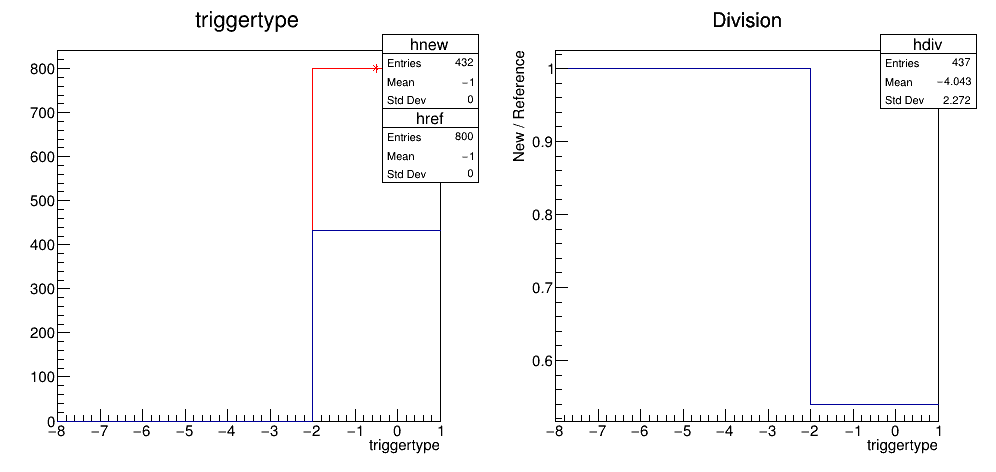 triggertype
hnew
Entries 432
Mean −1
Std Dev 0
href
Entries 800
Mean −1
Std Dev 0
800
700
600
500
400
300
200
100
0
−8 −7 −6 −5 −4 −3 −2 −1 0 1
triggertype
Division
hdiv
Entries 437
Mean −4.043
Std Dev 2.272
New / Reference
1
0.9
0.8
0.7
0.6
−8 −7 −6 −5 −4 −3 −2 −1 0 1
triggertype